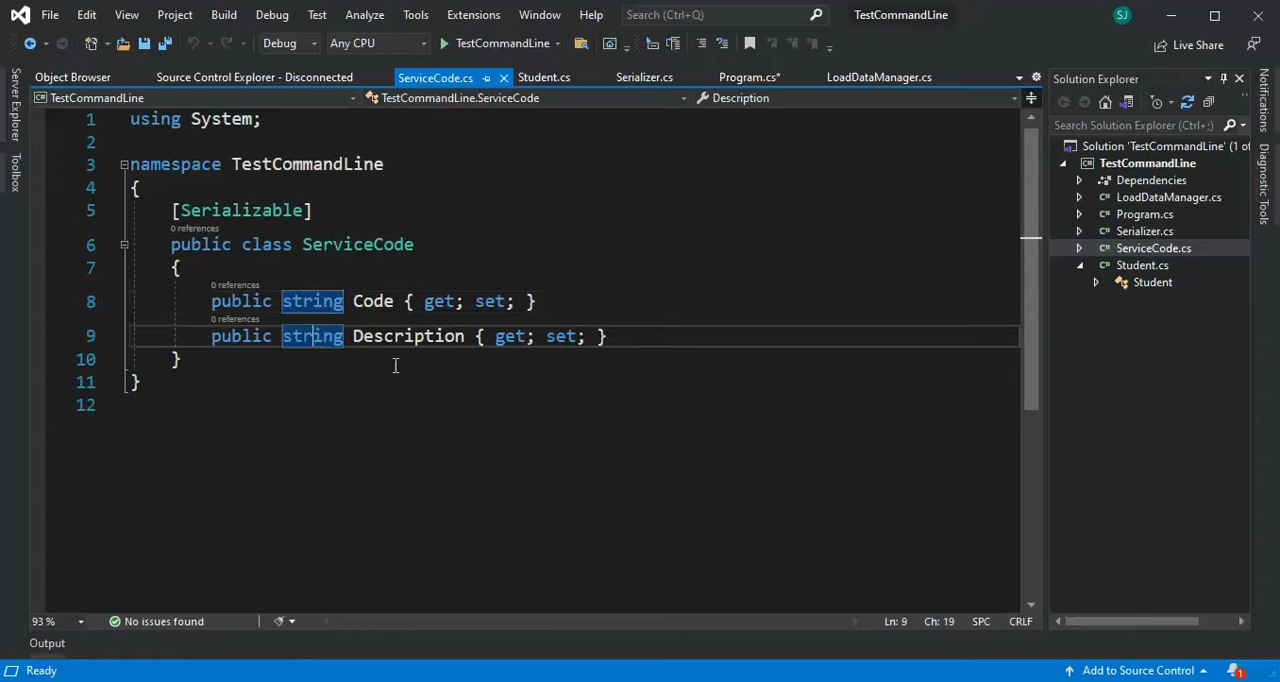 File Edit View Project Build Debug Test Analyze Tools Extensions Window Help Search (Ctrl+Q) TestCommandLine SJ
Debug Any CPU TestCommandLine Live Share
Object Browser Source Control Explorer - Disconnected ServiceCode.cs Student.cs Serializer.cs Program.cs* LoadDataManager.cs
TestCommandLine TestCommandLine.ServiceCode Description
Server Explorer
Toolbox
1 using System;
2
3 namespace TestCommandLine
4 {
5 [Serializable]
0 references
6 public class ServiceCode
7 {
0 references
8 public string Code { get; set; }
0 references
9 public string Description { get; set; }
10 }
11 }
12
93 % No issues found Ln: 9 Ch: 19 SPC CRLF
Output
Solution Explorer
Search Solution Explorer (Ctrl+;)
Solution 'TestCommandLine' (1 of
TestCommandLine
Dependencies
LoadDataManager.cs
Program.cs
Serializer.cs
ServiceCode.cs
Student.cs
Student
Notifications
Diagnostic Tools
Ready Add to Source Control 1